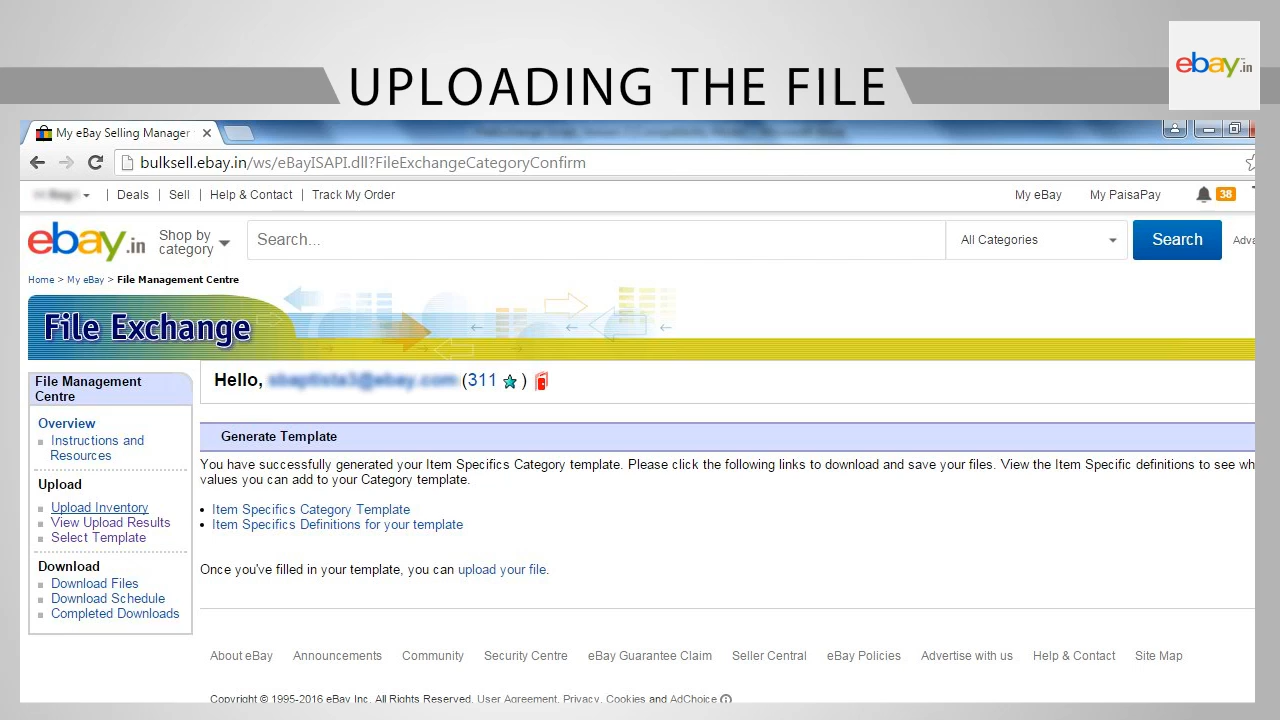 UPLOADING THE FILE
ebay.in
My eBay Selling Manager
bulksell.ebay.in/ws/eBayISAPI.dll?FileExchangeCategoryConfirm
Deals | Sell | Help & Contact | Track My Order
My eBay My PaisaPay 38
ebay.in Shop by category Search... All Categories Search Adva
Home > My eBay > File Management Centre
File Exchange
File Management
Centre
Overview
Instructions and
Resources
Upload
Upload Inventory
View Upload Results
Select Template
Download
Download Files
Download Schedule
Completed Downloads
Hello, (311 )
Generate Template
You have successfully generated your Item Specifics Category template. Please click the following links to download and save your files. View the Item Specific definitions to see wh
values you can add to your Category template.
• Item Specifics Category Template
• Item Specifics Definitions for your template
Once you've filled in your template, you can upload your file.
About eBay Announcements Community Security Centre eBay Guarantee Claim Seller Central eBay Policies Advertise with us Help & Contact Site Map
Copyright © 1995-2016 eBay Inc. All Rights Reserved. User Agreement, Privacy, Cookies and AdChoice